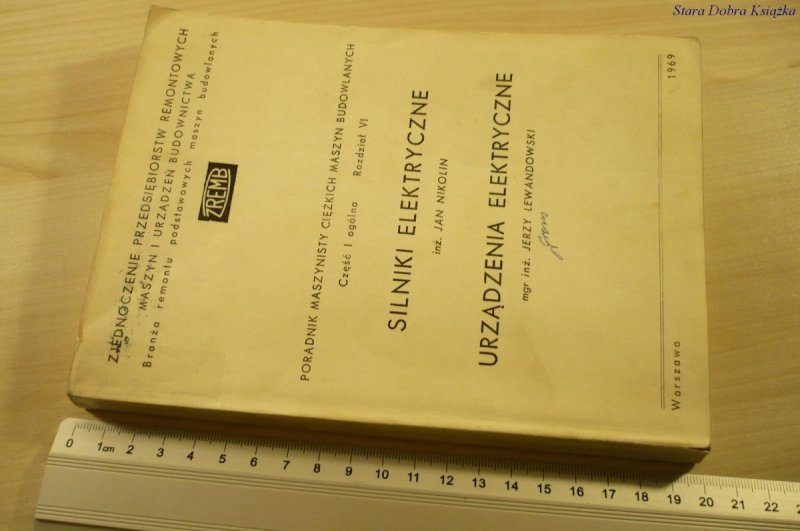 Stara Dobra Książka
ZJEDNOCZENIE PRZEDSIĘBIORSTW REMONTOWYCH
MASZYN I URZĄDZEŃ BUDOWNICTWA
Branża remontu podstawowych maszyn budowlanych
ZREMB
PORADNIK MASZYNISTY CIĘŻKICH MASZYN BUDOWLANYCH
Część I ogólna Rozdział VI
SILNIKI ELEKTRYCZNE
inż. JAN NIKOLIN
URZĄDZENIA ELEKTRYCZNE
mgr inż. JERZY LEWANDOWSKI
Warszawa 1969
0 1cm 2 3 4 5 6 7 8 9 10 11 12 13 14 15 16 17 18 19 20 21 22